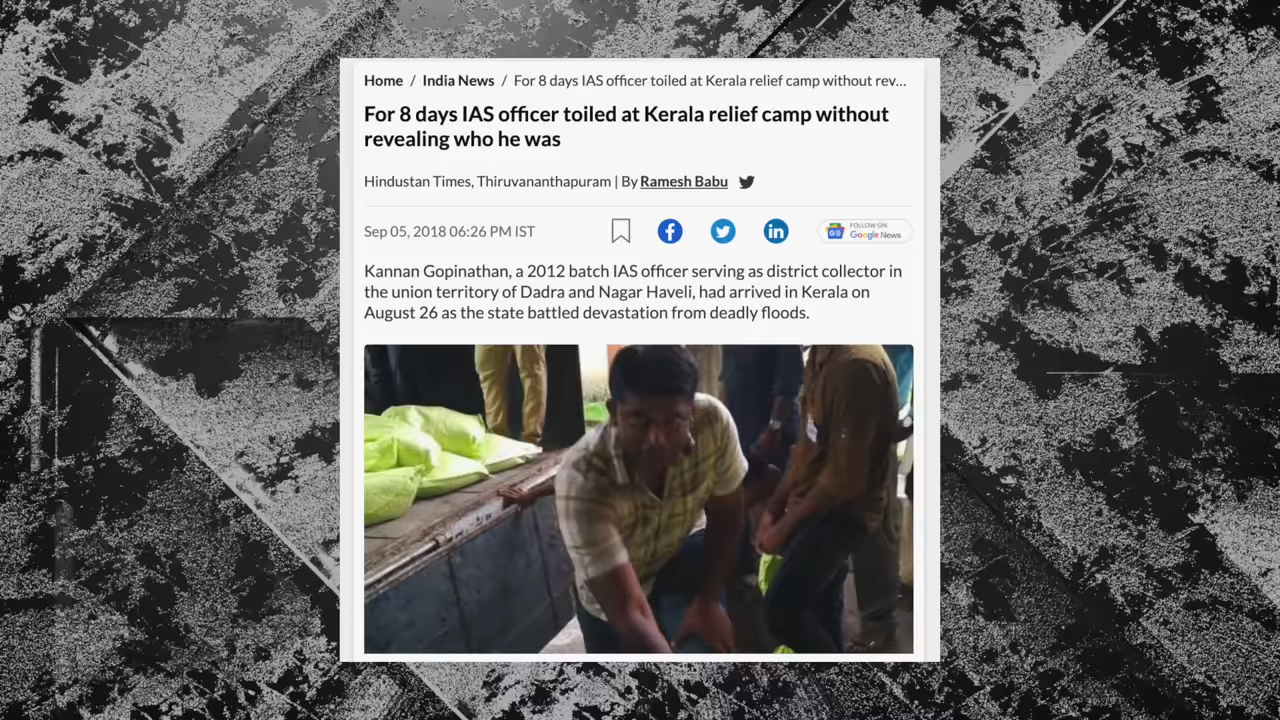 Home / India News / For 8 days IAS officer toiled at Kerala relief camp without rev...
For 8 days IAS officer toiled at Kerala relief camp without
revealing who he was
Hindustan Times, Thiruvananthapuram | By Ramesh Babu
Sep 05, 2018 06:26 PM IST
FOLLOW ON
Google News
Kannan Gopinathan, a 2012 batch IAS officer serving as district collector in
the union territory of Dadra and Nagar Haveli, had arrived in Kerala on
August 26 as the state battled devastation from deadly floods.